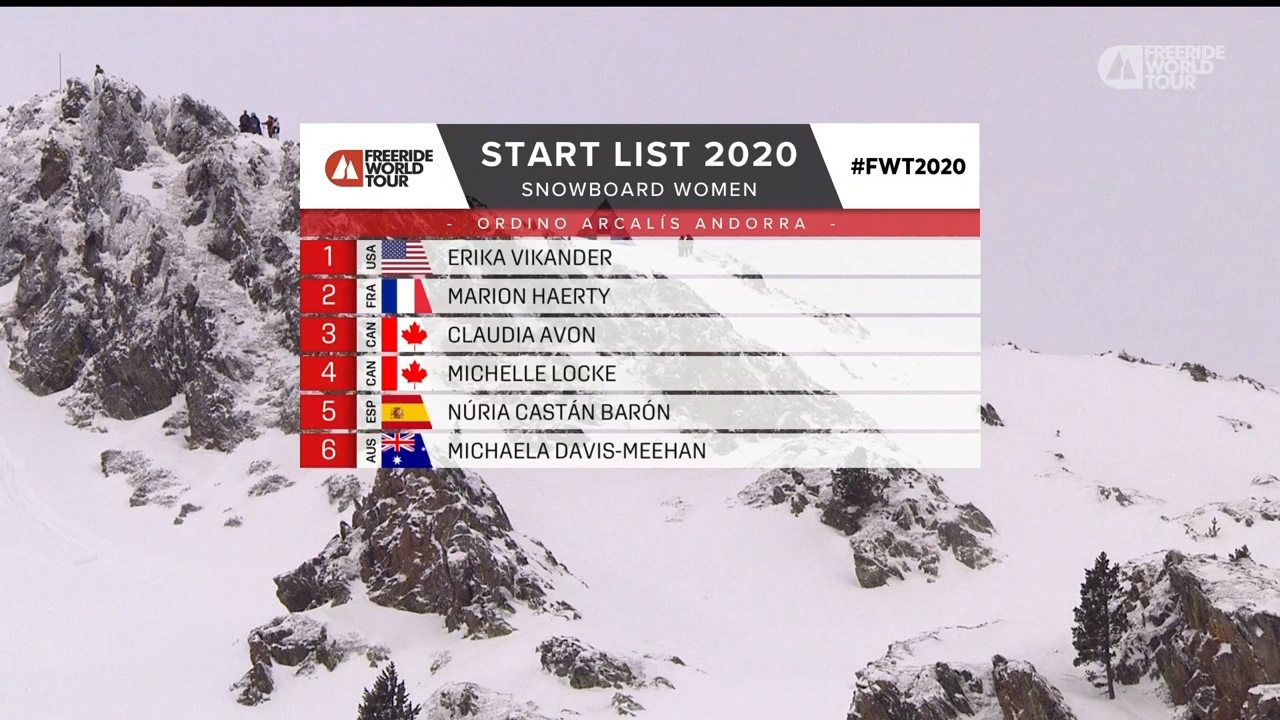 FREERIDE
WORLD
TOUR
FREERIDE
WORLD
TOUR
START LIST 2020
SNOWBOARD WOMEN
#FWT2020
- ORDINO ARCALÍS ANDORRA -
1 USA ERIKA VIKANDER
2 FRA MARION HAERTY
3 CAN CLAUDIA AVON
4 CAN MICHELLE LOCKE
5 ESP NÚRIA CASTÁN BARÓN
6 AUS MICHAELA DAVIS-MEEHAN